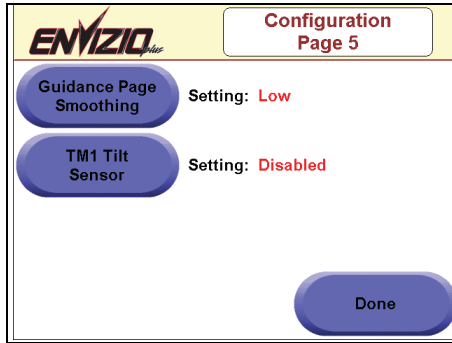 ENVIZIO plus
Configuration
Page 5
Guidance Page
Smoothing
Setting: Low
TM1 Tilt
Sensor
Setting: Disabled
Done